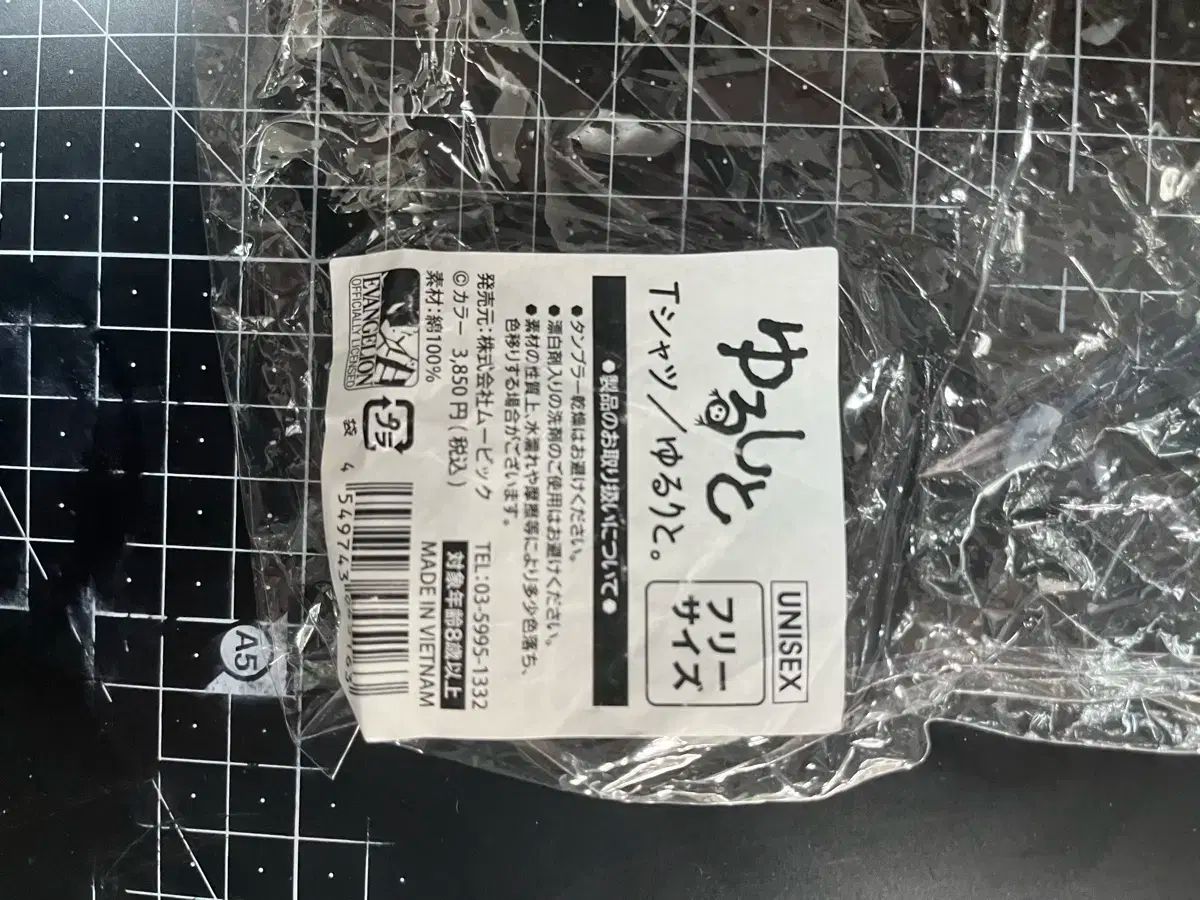 ゆるしと
UNISEX
Tシャツ／ゆるりと。
フリー
サイズ
●製品のお取り扱いについて●
●タンブラー乾燥はお避けください。
●漂白剤入りの洗剤のご使用はお避けください。
●素材の性質上、水濡れや摩擦等により多少色落ち、
色移りする場合がございます。
発売元：株式会社ムービック TEL：03-5995-1332
©カラー 3,850円（税込） 対象年齢8歳以上
素材：綿100% MADE IN VIETNAM
EVANGELION
OFFICIALLY LICENSED
プラ
袋
4 549743
A5